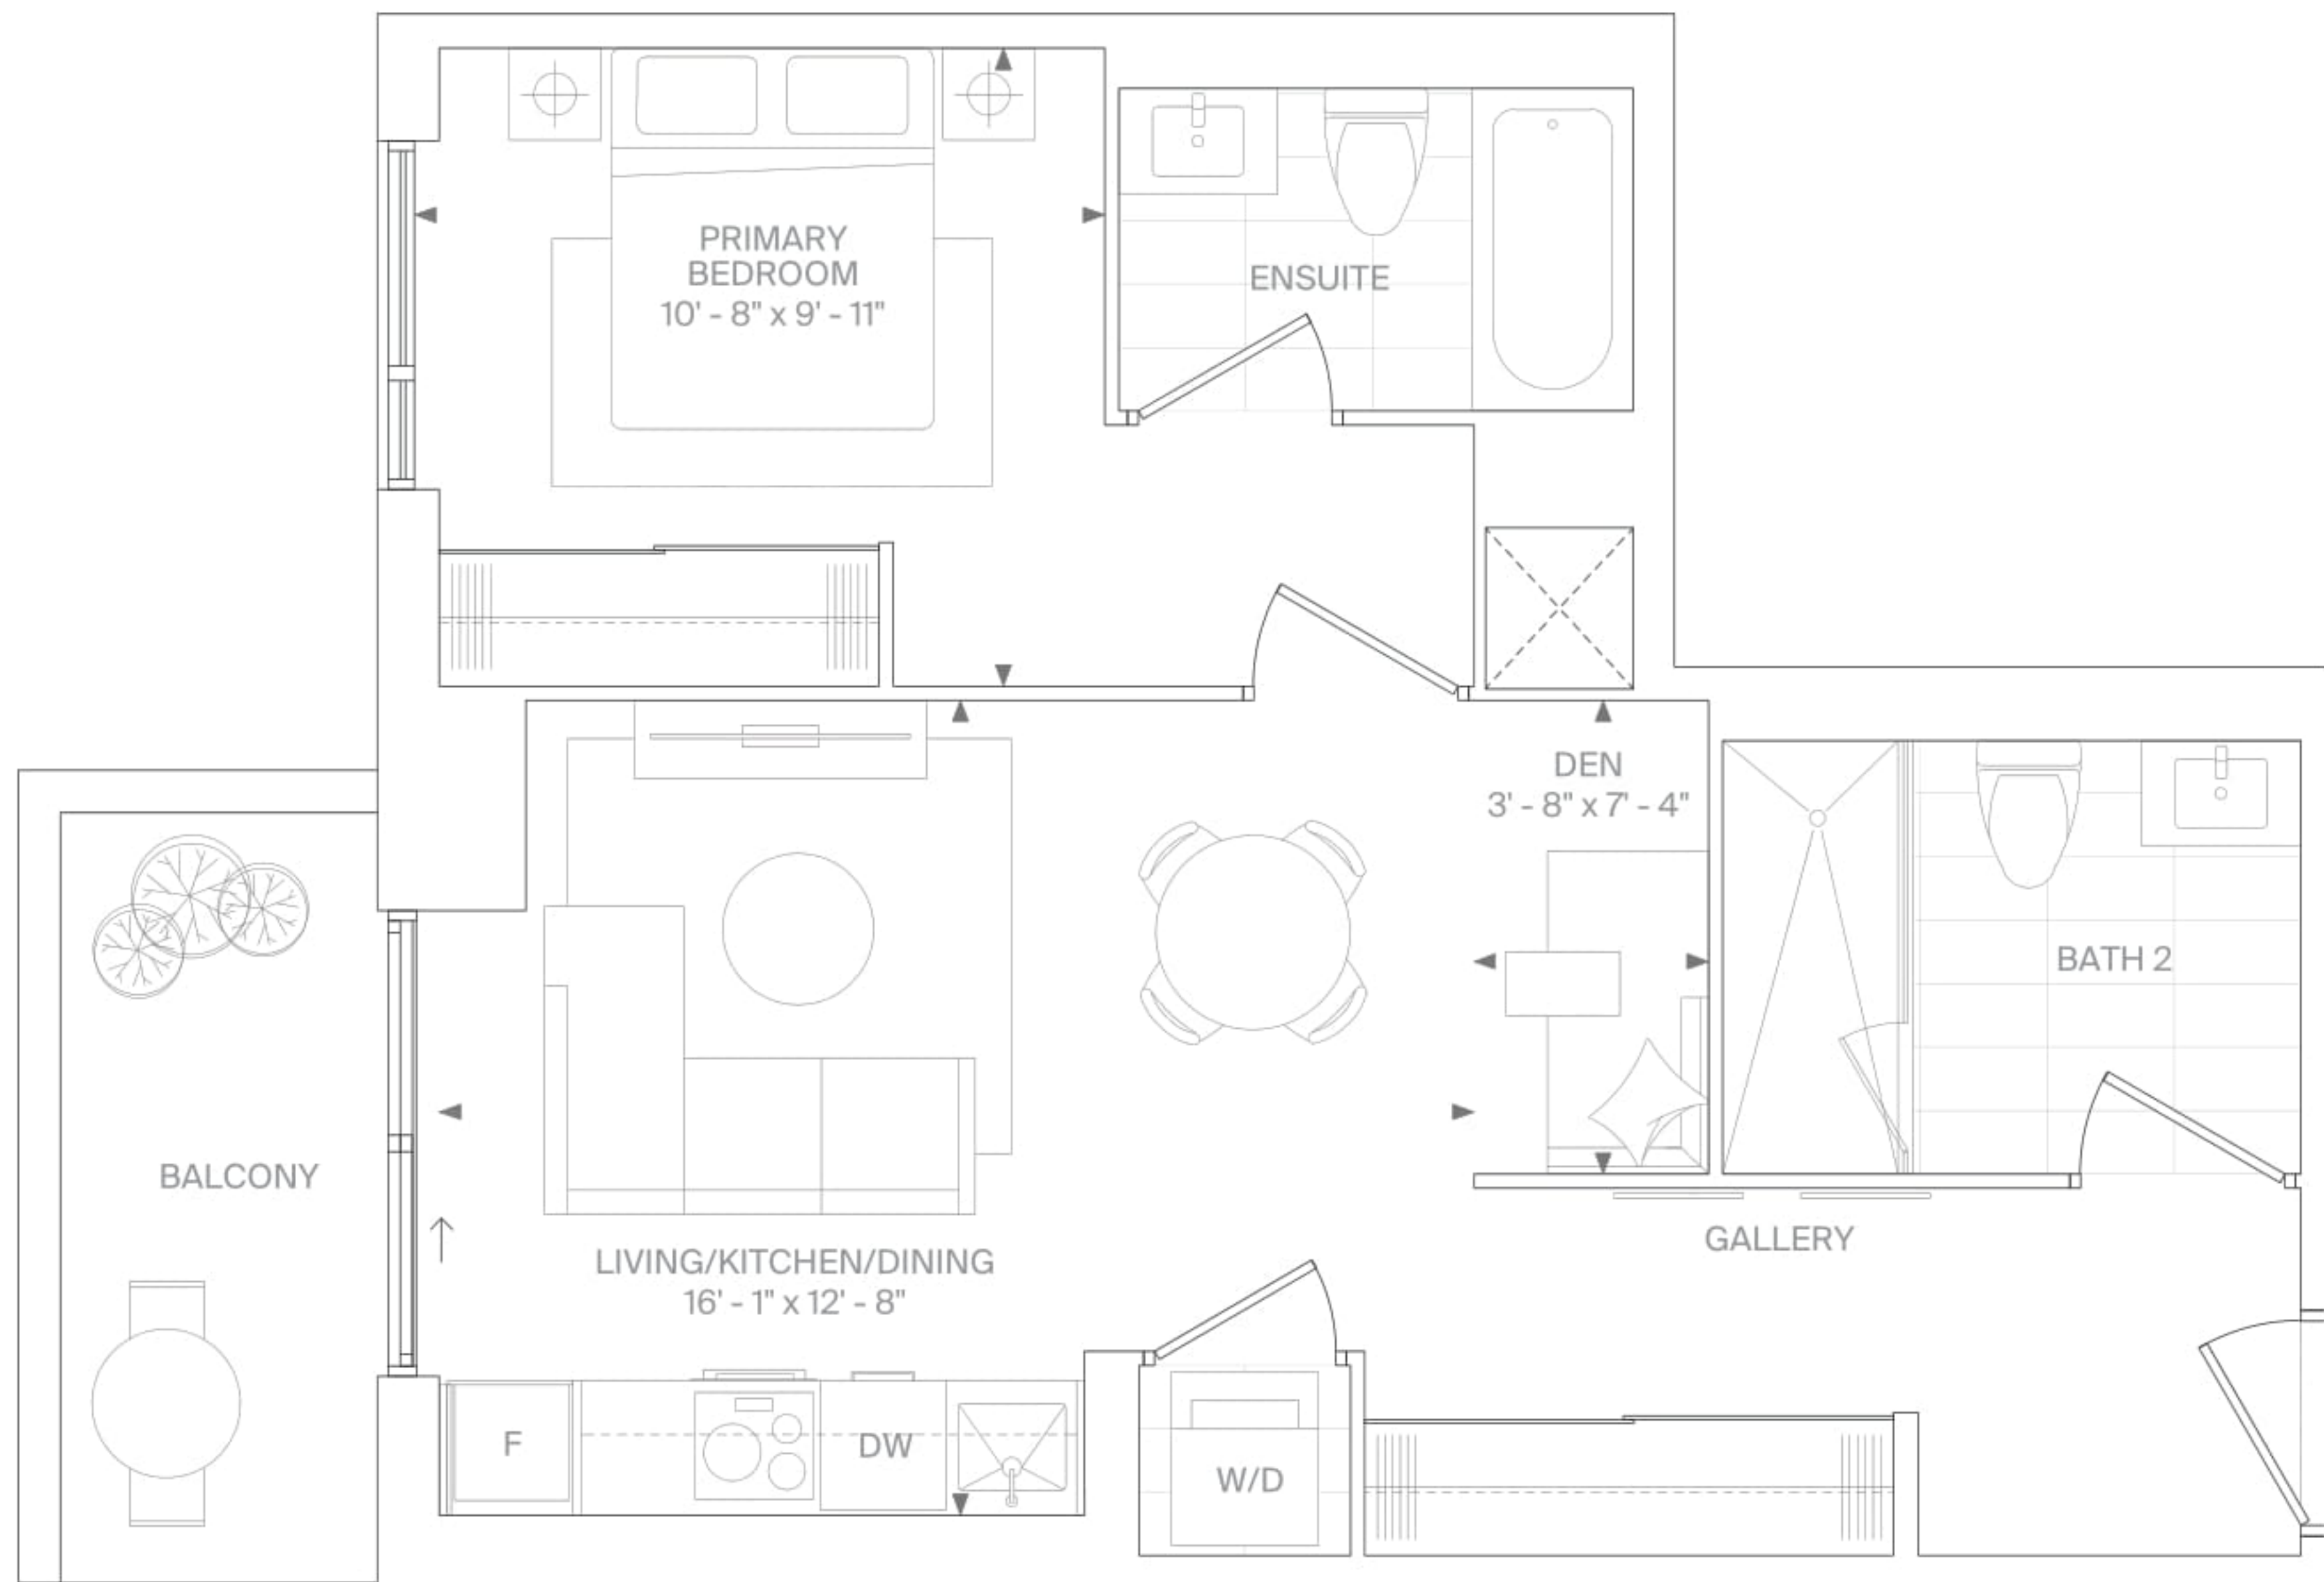 PRIMARY
BEDROOM
10' - 8" x 9' - 11"
ENSUITE
DEN
3' - 8" x 7' - 4"
BATH 2
BALCONY
GALLERY
LIVING/KITCHEN/DINING
16' - 1" x 12' - 8"
F
DW
W/D